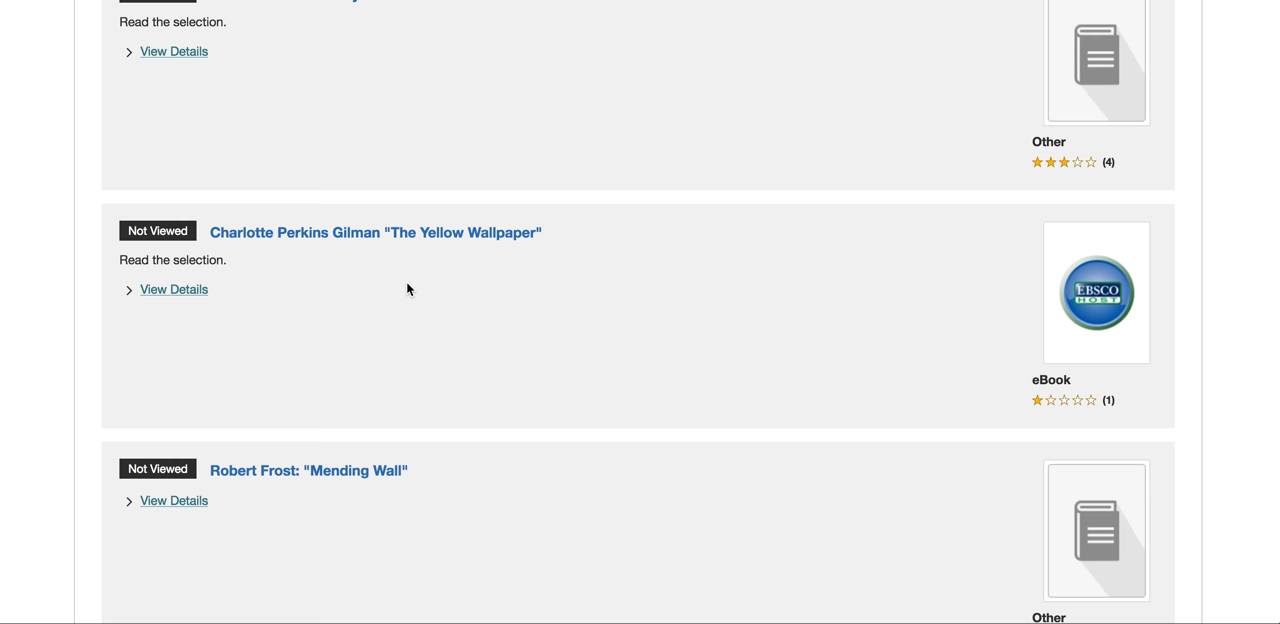 Read the selection.
View Details
Other
(4)
Not Viewed Charlotte Perkins Gilman "The Yellow Wallpaper"
Read the selection.
View Details
EBSCO
HOST
eBook
(1)
Not Viewed Robert Frost: "Mending Wall"
View Details
Other